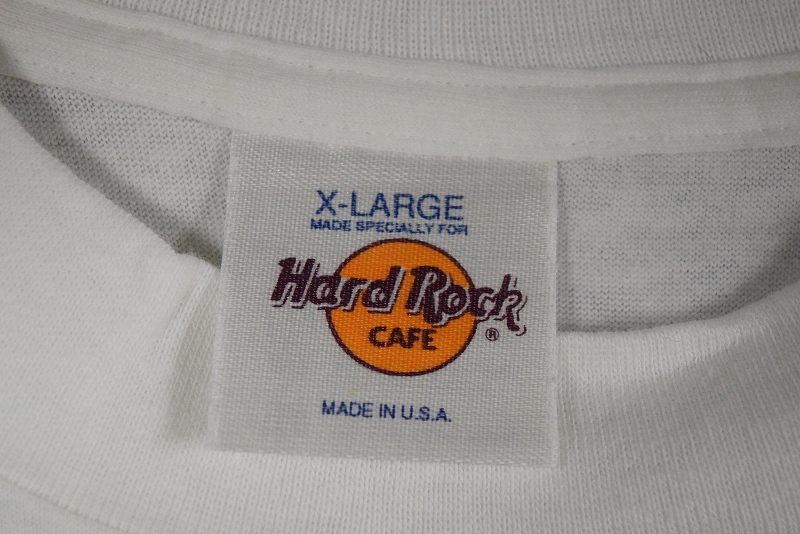 X-LARGE
MADE SPECIALLY FOR
Hard Rock
CAFE
®
MADE IN U.S.A.